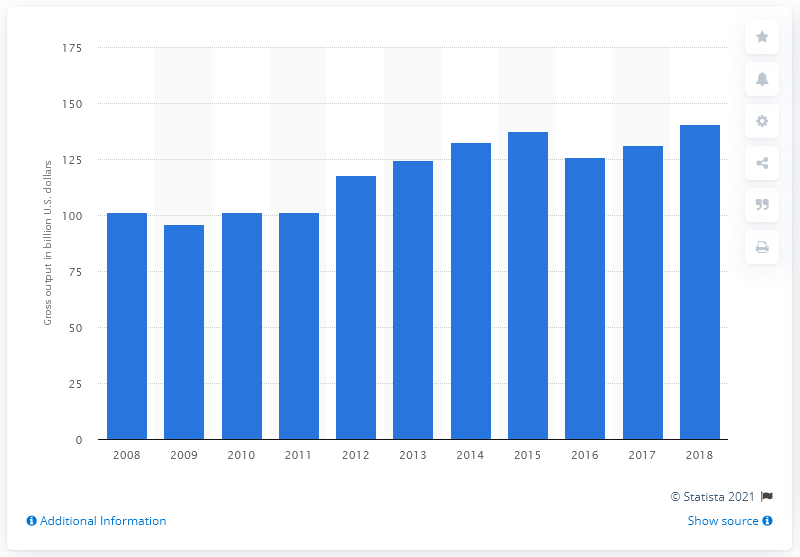 175
150
125
100
75
50
25
0
Gross output in billion U.S. dollars
2008 2009 2010 2011 2012 2013 2014 2015 2016 2017 2018
© Statista 2021
Additional Information
Show source